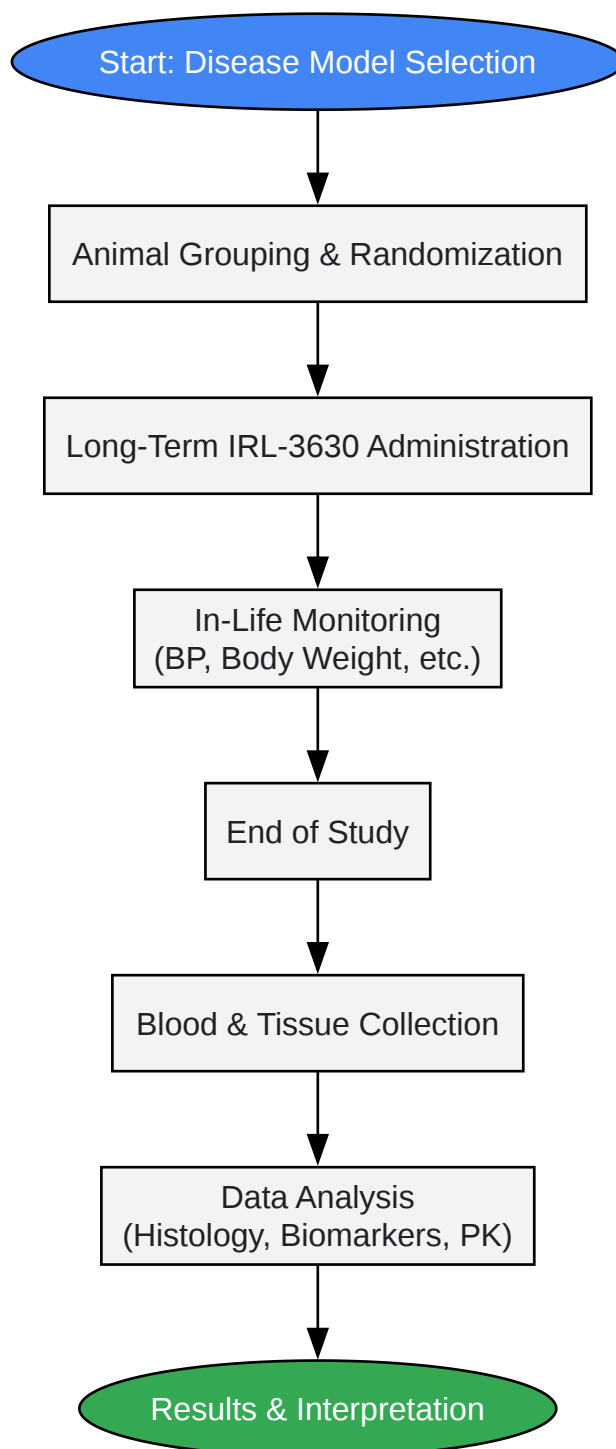 Start: Disease Model Selection
Animal Grouping & Randomization
Long-Term IRL-3630 Administration
In-Life Monitoring
(BP, Body Weight, etc.)
End of Study
Blood & Tissue Collection
Data Analysis
(Histology, Biomarkers, PK)
Results & Interpretation